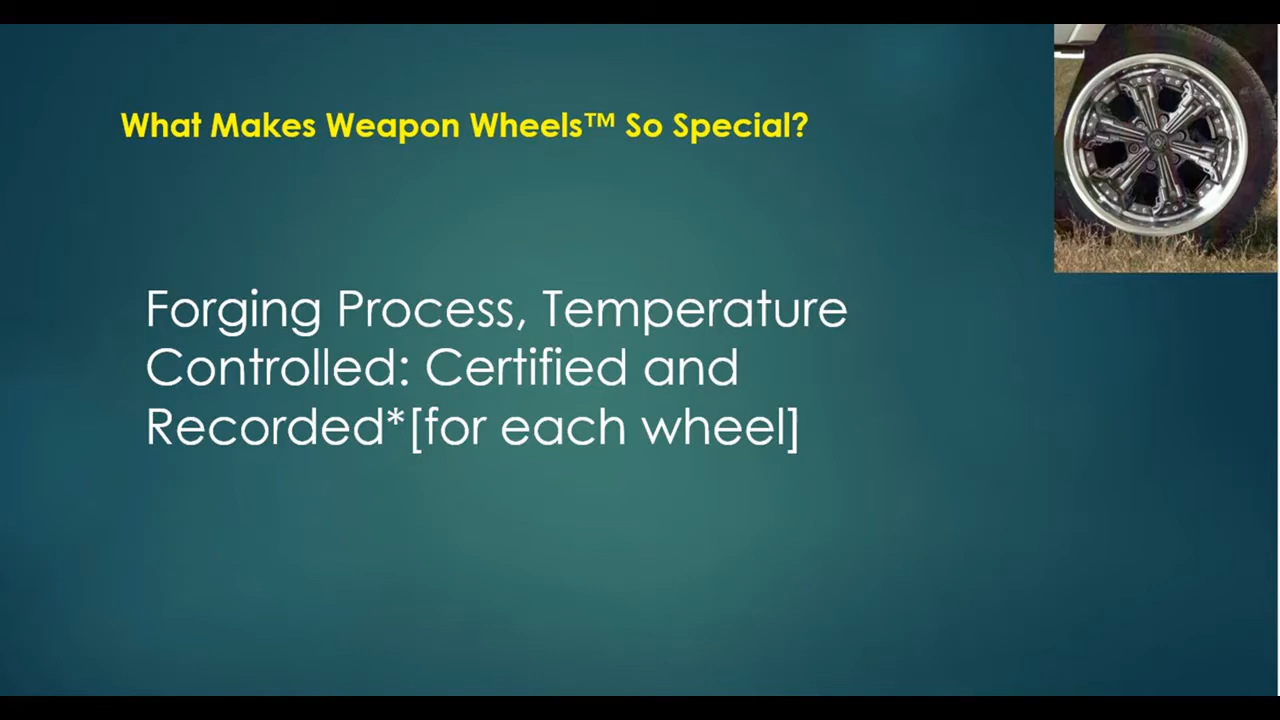 What Makes Weapon Wheels™ So Special?
Forging Process, Temperature
Controlled: Certified and
Recorded*[for each wheel]